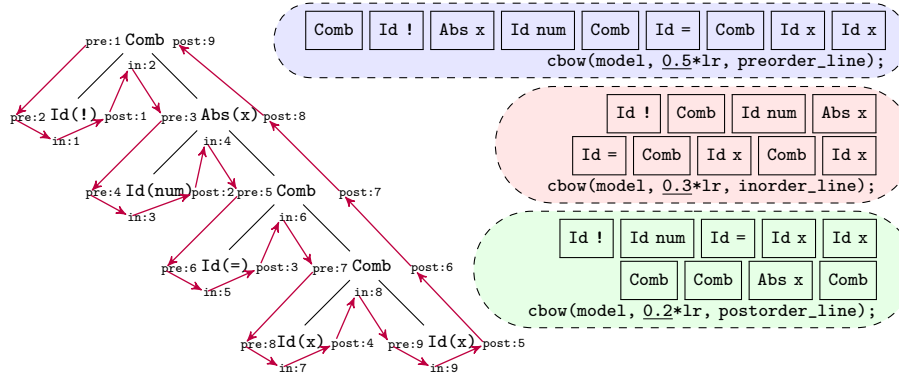 pre:1 Comb post:9
in:2
pre:2 Id(!) post:1 pre:3 Abs(x) post:8
in:1 in:4
pre:4 Id(num) post:2 pre:5 Comb post:7
in:3 in:6
pre:6 Id(=) post:3 pre:7 Comb post:6
in:5 in:8
pre:8 Id(x) post:4 pre:9 Id(x) post:5
in:7 in:9
Comb Id ! Abs x Id num Comb Id = Comb Id x Id x
cbow(model, 0.5*lr, preorder_line);
Id ! Comb Id num Abs x
Id = Comb Id x Comb Id x
cbow(model, 0.3*lr, inorder_line);
Id ! Id num Id = Id x Id x
Comb Comb Abs x Comb
cbow(model, 0.2*lr, postorder_line);